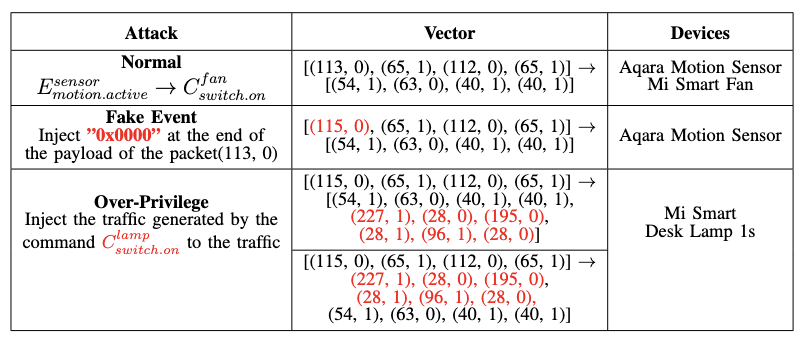 Attack Vector Devices
Normal
E^{sensor}_{motion.active} → C^{fan}_{switch.on}
[(113, 0), (65, 1), (112, 0), (65, 1)] →
[(54, 1), (63, 0), (40, 1), (40, 1)]
Aqara Motion Sensor
Mi Smart Fan
Fake Event
Inject ”0x0000” at the end of
the payload of the packet(113, 0)
[(115, 0), (65, 1), (112, 0), (65, 1)] →
[(54, 1), (63, 0), (40, 1), (40, 1)]
Aqara Motion Sensor
Over-Privilege
Inject the traffic generated by the
command C^{lamp}_{switch.on} to the traffic
[(115, 0), (65, 1), (112, 0), (65, 1)] →
[(54, 1), (63, 0), (40, 1), (40, 1),
(227, 1), (28, 0), (195, 0),
(28, 1), (96, 1), (28, 0)]
[(115, 0), (65, 1), (112, 0), (65, 1)] →
(227, 1), (28, 0), (195, 0),
(28, 1), (96, 1), (28, 0),
(54, 1), (63, 0), (40, 1), (40, 1)]
Mi Smart
Desk Lamp 1s